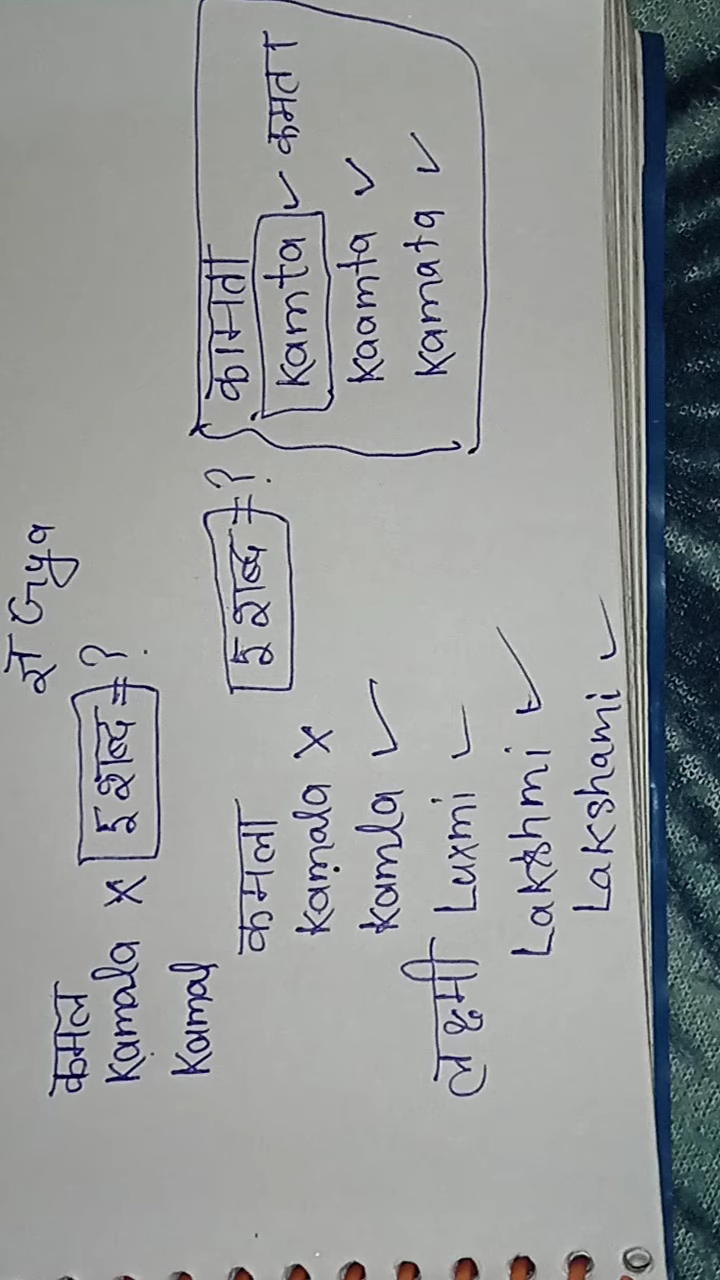 ज्ञ Gya
कमल
Kamala × 5 शब्द = ?
Kamal
कमला 5 शब्द = ?
Kamala ×
Kamla ✓
लक्ष्मी Luxmi ✓
Lakshmi ✓
Lakshami ✓
कामता
Kamta ✓ कमता
Kaamta ✓
Kamata ✓